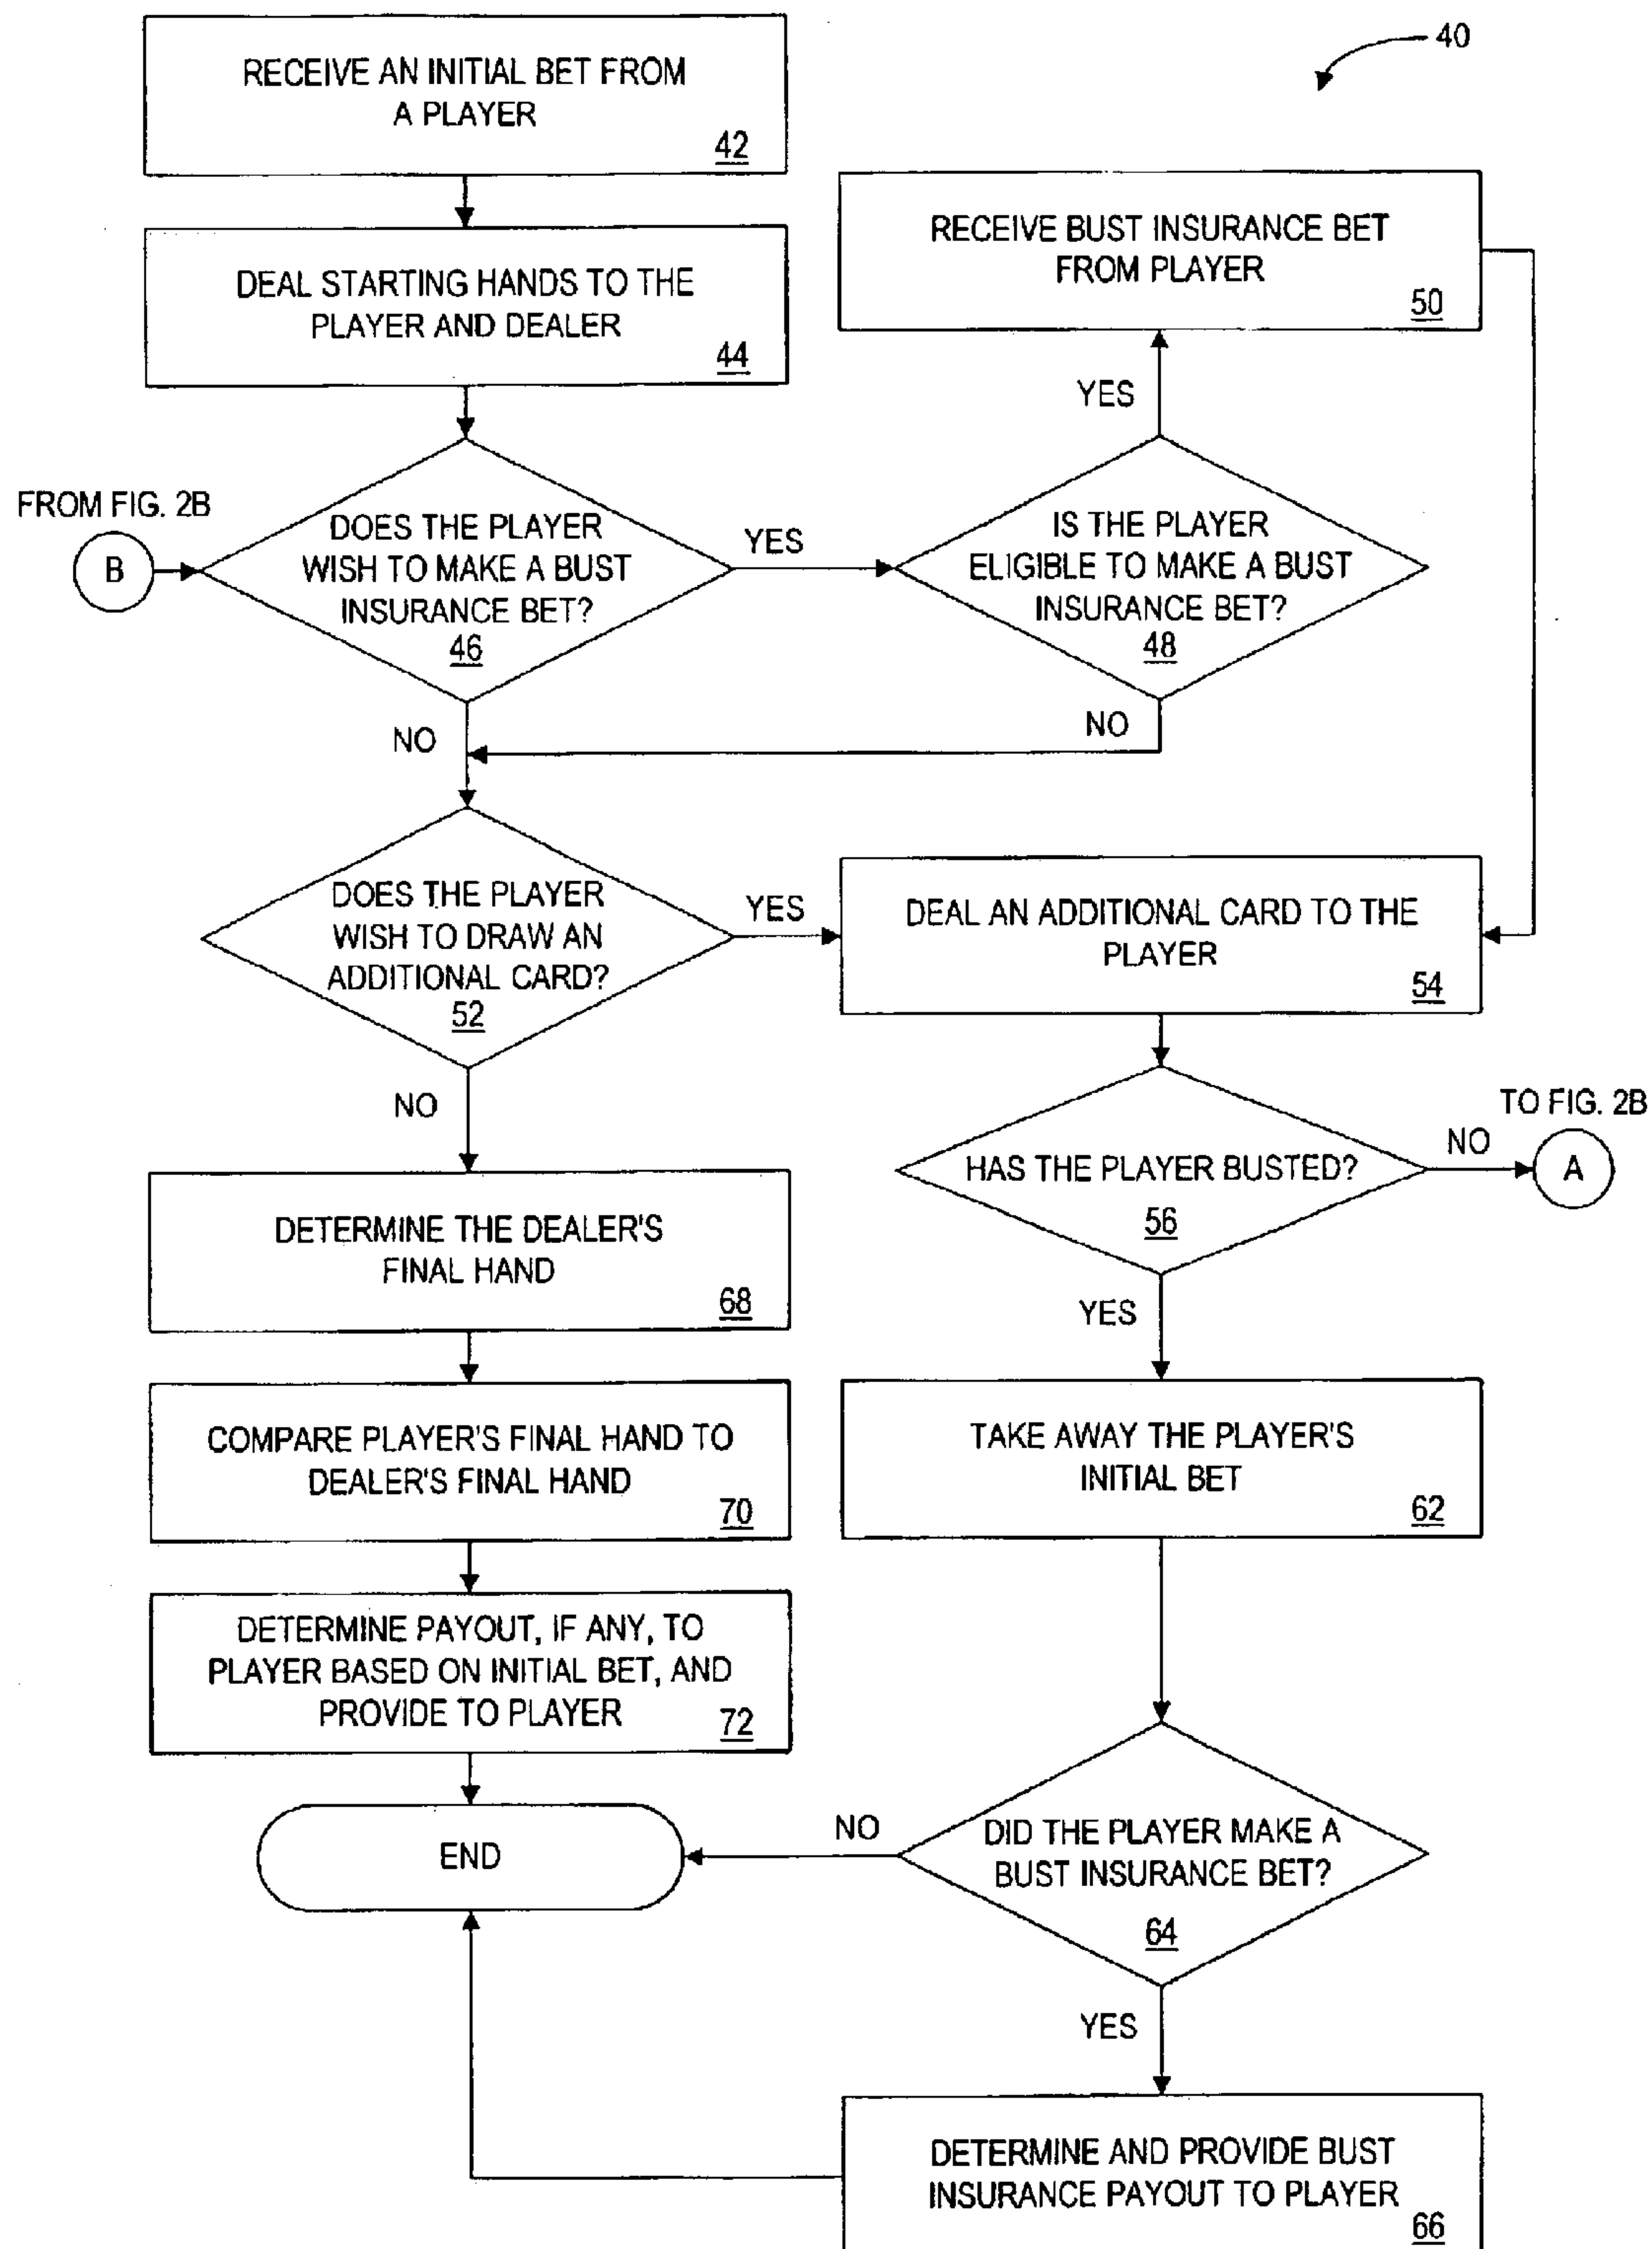 40
RECEIVE AN INITIAL BET FROM
A PLAYER
42
DEAL STARTING HANDS TO THE
PLAYER AND DEALER
44
RECEIVE BUST INSURANCE BET
FROM PLAYER
50
YES
FROM FIG. 2B
B
DOES THE PLAYER
WISH TO MAKE A BUST
INSURANCE BET?
46
YES
IS THE PLAYER
ELIGIBLE TO MAKE A BUST
INSURANCE BET?
48
NO
NO
DOES THE PLAYER
WISH TO DRAW AN
ADDITIONAL CARD?
52
YES
DEAL AN ADDITIONAL CARD TO THE
PLAYER
54
NO
HAS THE PLAYER BUSTED?
56
NO
TO FIG. 2B
A
YES
DETERMINE THE DEALER'S
FINAL HAND
68
COMPARE PLAYER'S FINAL HAND TO
DEALER'S FINAL HAND
70
TAKE AWAY THE PLAYER'S
INITIAL BET
62
DETERMINE PAYOUT, IF ANY, TO
PLAYER BASED ON INITIAL BET, AND
PROVIDE TO PLAYER
72
END
NO
DID THE PLAYER MAKE A
BUST INSURANCE BET?
64
YES
DETERMINE AND PROVIDE BUST
INSURANCE PAYOUT TO PLAYER
66